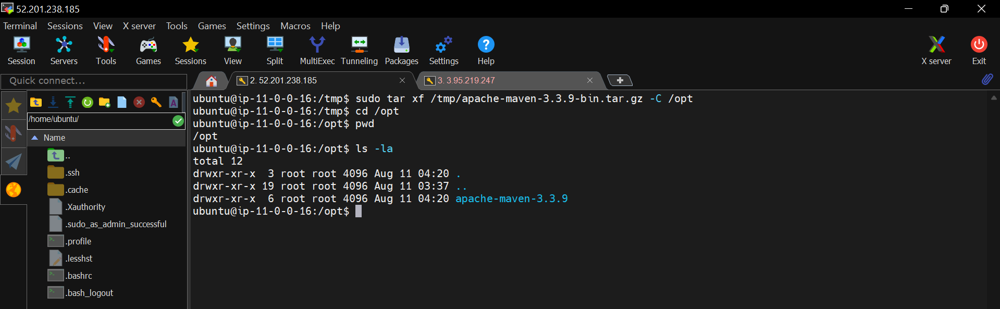 52.201.238.185
Terminal Sessions View X server Tools Games Settings Macros Help
Session Servers Tools Games Sessions View Split MultiExec Tunneling Packages Settings Help X server Exit
Quick connect...
2. 52.201.238.185
3. 3.95.219.247
/home/ubuntu/
Name
..
.ssh
.cache
.Xauthority
.sudo_as_admin_successful
.profile
.lesshst
.bashrc
.bash_logout
ubuntu@ip-11-0-0-16:/tmp$ sudo tar xf /tmp/apache-maven-3.3.9-bin.tar.gz -C /opt
ubuntu@ip-11-0-0-16:/tmp$ cd /opt
ubuntu@ip-11-0-0-16:/opt$ pwd
/opt
ubuntu@ip-11-0-0-16:/opt$ ls -la
total 12
drwxr-xr-x  3 root root 4096 Aug 11 04:20 .
drwxr-xr-x 19 root root 4096 Aug 11 03:37 ..
drwxr-xr-x  6 root root 4096 Aug 11 04:20 apache-maven-3.3.9
ubuntu@ip-11-0-0-16:/opt$